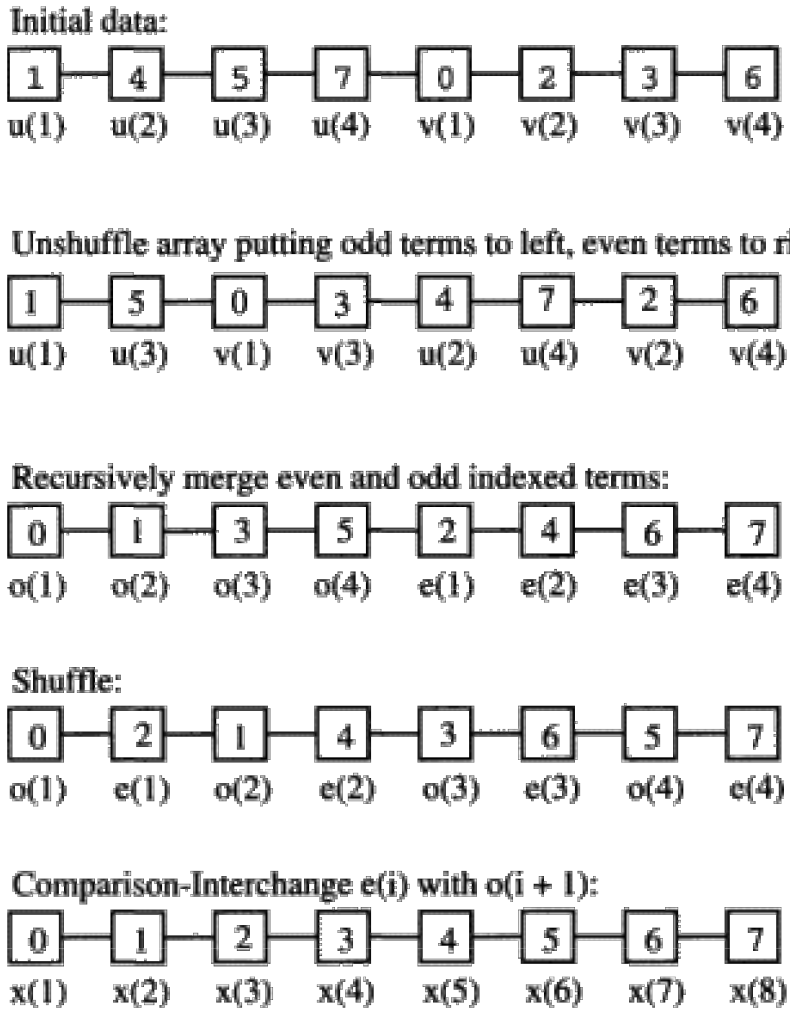 Initial data:
1 4 5 7 0 2 3 6
u(1) u(2) u(3) u(4) v(1) v(2) v(3) v(4)
Unshuffle array putting odd terms to left, even terms to
1 5 0 3 4 7 2 6
u(1) u(3) v(1) v(3) u(2) u(4) v(2) v(4)
Recursively merge even and odd indexed terms:
0 1 3 5 2 4 6 7
o(1) o(2) o(3) o(4) e(1) e(2) e(3) e(4)
Shuffle:
0 2 1 4 3 6 5 7
o(1) e(1) o(2) e(2) o(3) e(3) o(4) e(4)
Comparison-Interchange e(i) with o(i + 1):
0 1 2 3 4 5 6 7
x(1) x(2) x(3) x(4) x(5) x(6) x(7) x(8)